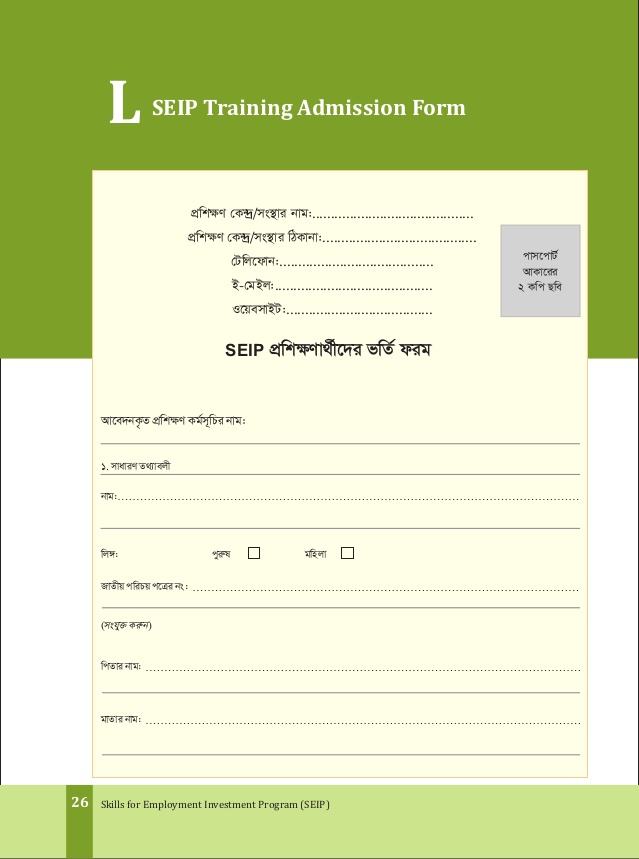 L SEIP Training Admission Form
প্রশিক্ষণ কেন্দ্র/সংস্থার নাম:..........................................
প্রশিক্ষণ কেন্দ্র/সংস্থার ঠিকানা:.........................................
টেলিফোন:........................................
ই-মেইল:.........................................
ওয়েবসাইট:......................................
পাসপোর্ট
আকারের
২ কপি ছবি
SEIP প্রশিক্ষণার্থীদের ভর্তি ফরম
আবেদনকৃত প্রশিক্ষণ কর্মসূচির নাম:
১. সাধারণ তথ্যাবলী
নাম:..........................................................................
লিঙ্গ: পুরুষ মহিলা
জাতীয় পরিচয় পত্রের নং: ..........................................................................
(সংযুক্ত করুন)
পিতার নাম: ..........................................................................
মাতার নাম: ..........................................................................
26 Skills for Employment Investment Program (SEIP)